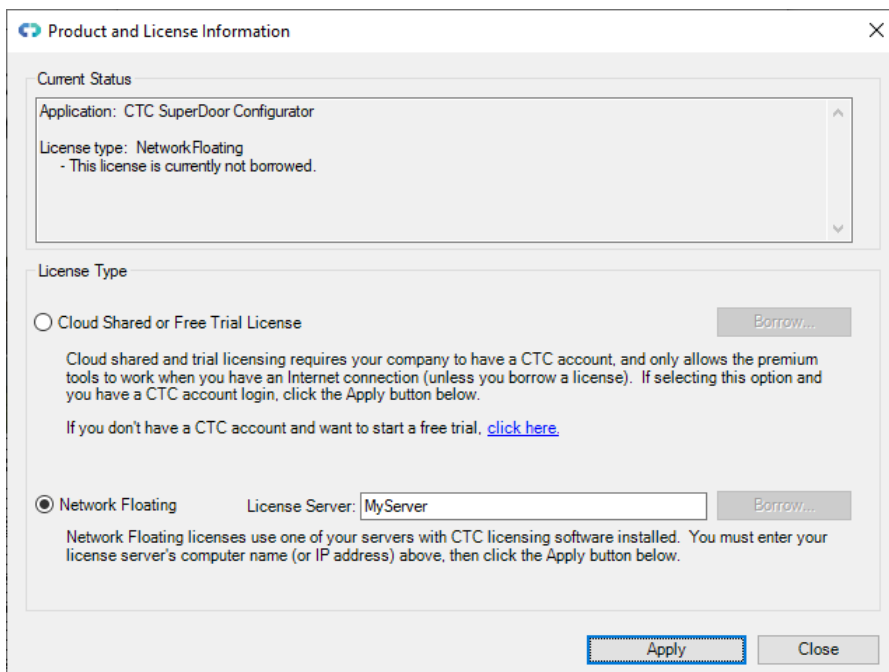 Product and License Information
Current Status
Application:  CTC SuperDoor Configurator
License type:  NetworkFloating
- This license is currently not borrowed.
License Type
Cloud Shared or Free Trial License
Borrow...
Cloud shared and trial licensing requires your company to have a CTC account, and only allows the premium
tools to work when you have an Internet connection (unless you borrow a license).  If selecting this option and
you have a CTC account login, click the Apply button below.
If you don't have a CTC account and want to start a free trial, click here.
Network Floating License Server: MyServer Borrow...
Network Floating licenses use one of your servers with CTC licensing software installed.  You must enter your
license server's computer name (or IP address) above, then click the Apply button below.
Apply Close